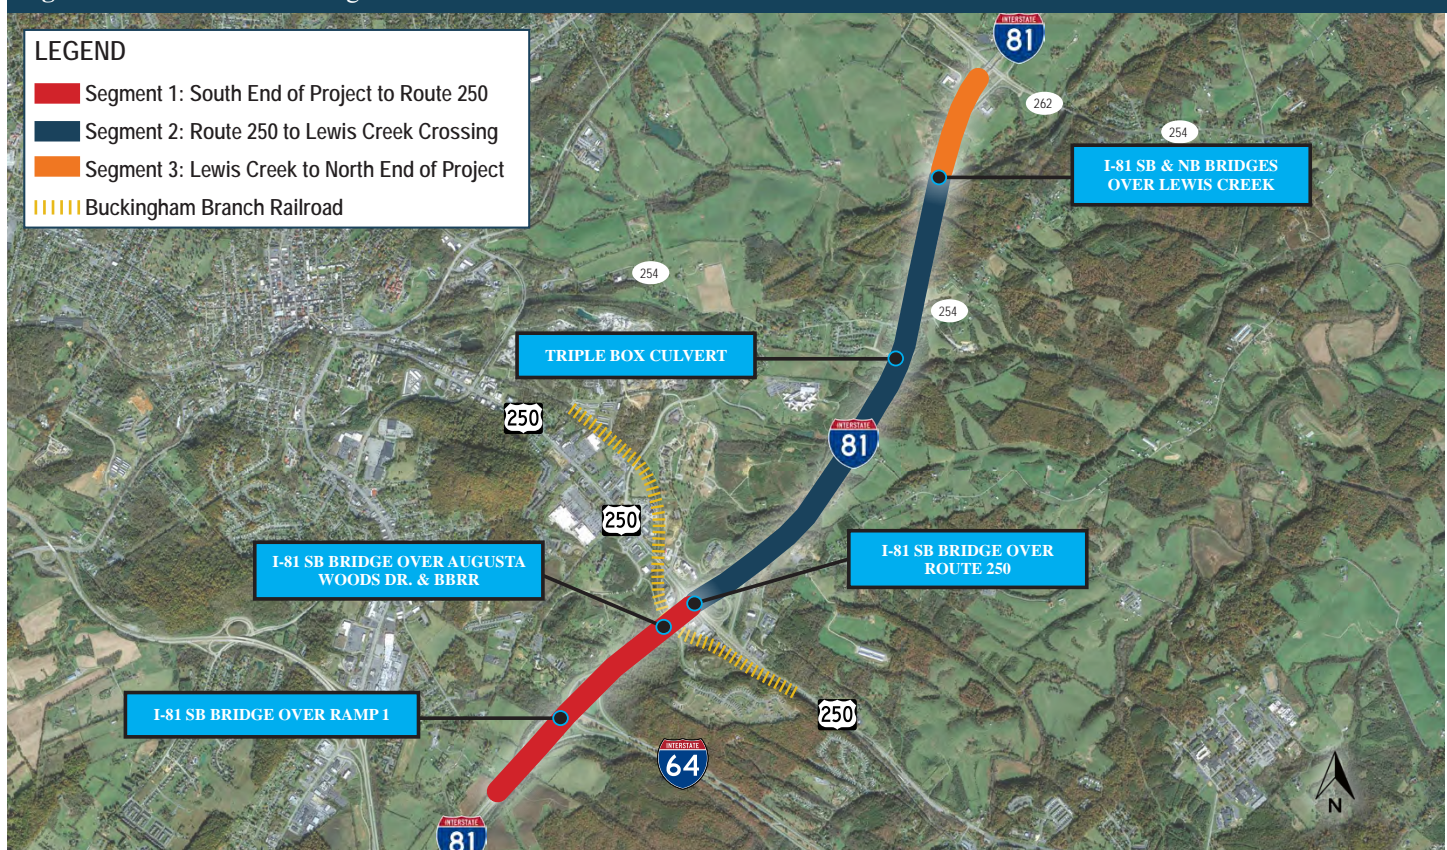 LEGEND
Segment 1: South End of Project to Route 250
Segment 2: Route 250 to Lewis Creek Crossing
Segment 3: Lewis Creek to North End of Project
Buckingham Branch Railroad
INTERSTATE
81
262
254
I-81 SB & NB BRIDGES
OVER LEWIS CREEK
254
254
TRIPLE BOX CULVERT
250
INTERSTATE
81
250
I-81 SB BRIDGE OVER AUGUSTA
WOODS DR. & BBRR
I-81 SB BRIDGE OVER
ROUTE 250
I-81 SB BRIDGE OVER RAMP 1
250
INTERSTATE
64
INTERSTATE
81
N